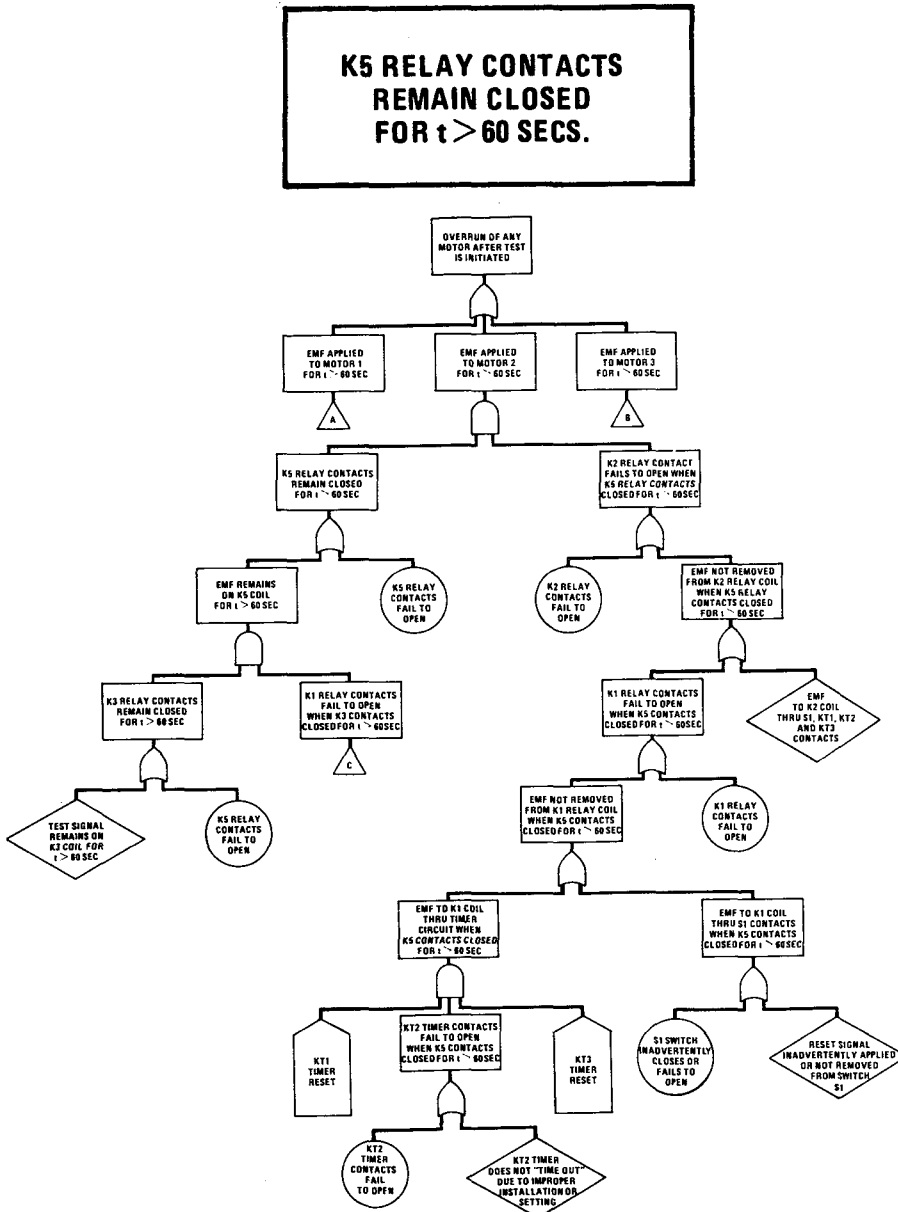 K5 RELAY CONTACTS
REMAIN CLOSED
FOR t > 60 SECS.
OVERRUN OF ANY
MOTOR AFTER TEST
IS INITIATED
EMF APPLIED
TO MOTOR 1
FOR t > 60 SEC
EMF APPLIED
TO MOTOR 2
FOR t > 60 SEC
EMF APPLIED
TO MOTOR 3
FOR t > 60 SEC
A
B
K5 RELAY CONTACTS
REMAIN CLOSED
FOR t > 60 SEC
K2 RELAY CONTACT
FAILS TO OPEN WHEN
K5 RELAY CONTACTS
CLOSED FOR t > 60 SEC
EMF REMAINS
ON K5 COIL
FOR t > 60 SEC
K5 RELAY
CONTACTS
FAIL TO
OPEN
K2 RELAY
CONTACTS
FAIL TO
OPEN
EMF NOT REMOVED
FROM K2 RELAY COIL
WHEN K5 RELAY
CONTACTS CLOSED
FOR t > 60 SEC
K3 RELAY CONTACTS
REMAIN CLOSED
FOR t > 60 SEC
K1 RELAY CONTACTS
FAIL TO OPEN
WHEN K3 CONTACTS
CLOSED FOR t > 60 SEC
K1 RELAY CONTACTS
FAIL TO OPEN
WHEN K5 CONTACTS
CLOSED FOR t > 60 SEC
EMF
TO K2 COIL
THRU S1, KT1, KT2
AND KT3
CONTACTS
C
TEST SIGNAL
REMAINS ON
K3 COIL FOR
t > 60 SEC
K5 RELAY
CONTACTS
FAIL TO
OPEN
EMF NOT REMOVED
FROM K1 RELAY COIL
WHEN K5 CONTACTS
CLOSED FOR t > 60 SEC
K1 RELAY
CONTACTS
FAIL TO
OPEN
EMF TO K1 COIL
THRU TIMER
CIRCUIT WHEN
K5 CONTACTS CLOSED
FOR t > 60 SEC
EMF TO K1 COIL
THRU S1 CONTACTS
WHEN K5 CONTACTS
CLOSED FOR t > 60 SEC
KT1
TIMER
RESET
KT2 TIMER CONTACTS
FAIL TO OPEN
WHEN K5 CONTACTS
CLOSED FOR t > 60 SEC
KT3
TIMER
RESET
S1 SWITCH
INADVERTENTLY
CLOSES OR
FAILS TO
OPEN
RESET SIGNAL
INADVERTENTLY APPLIED
OR NOT REMOVED
FROM SWITCH
S1
KT2
TIMER
CONTACTS
FAIL
TO OPEN
KT2 TIMER
DOES NOT "TIME OUT"
DUE TO IMPROPER
INSTALLATION OR
SETTING